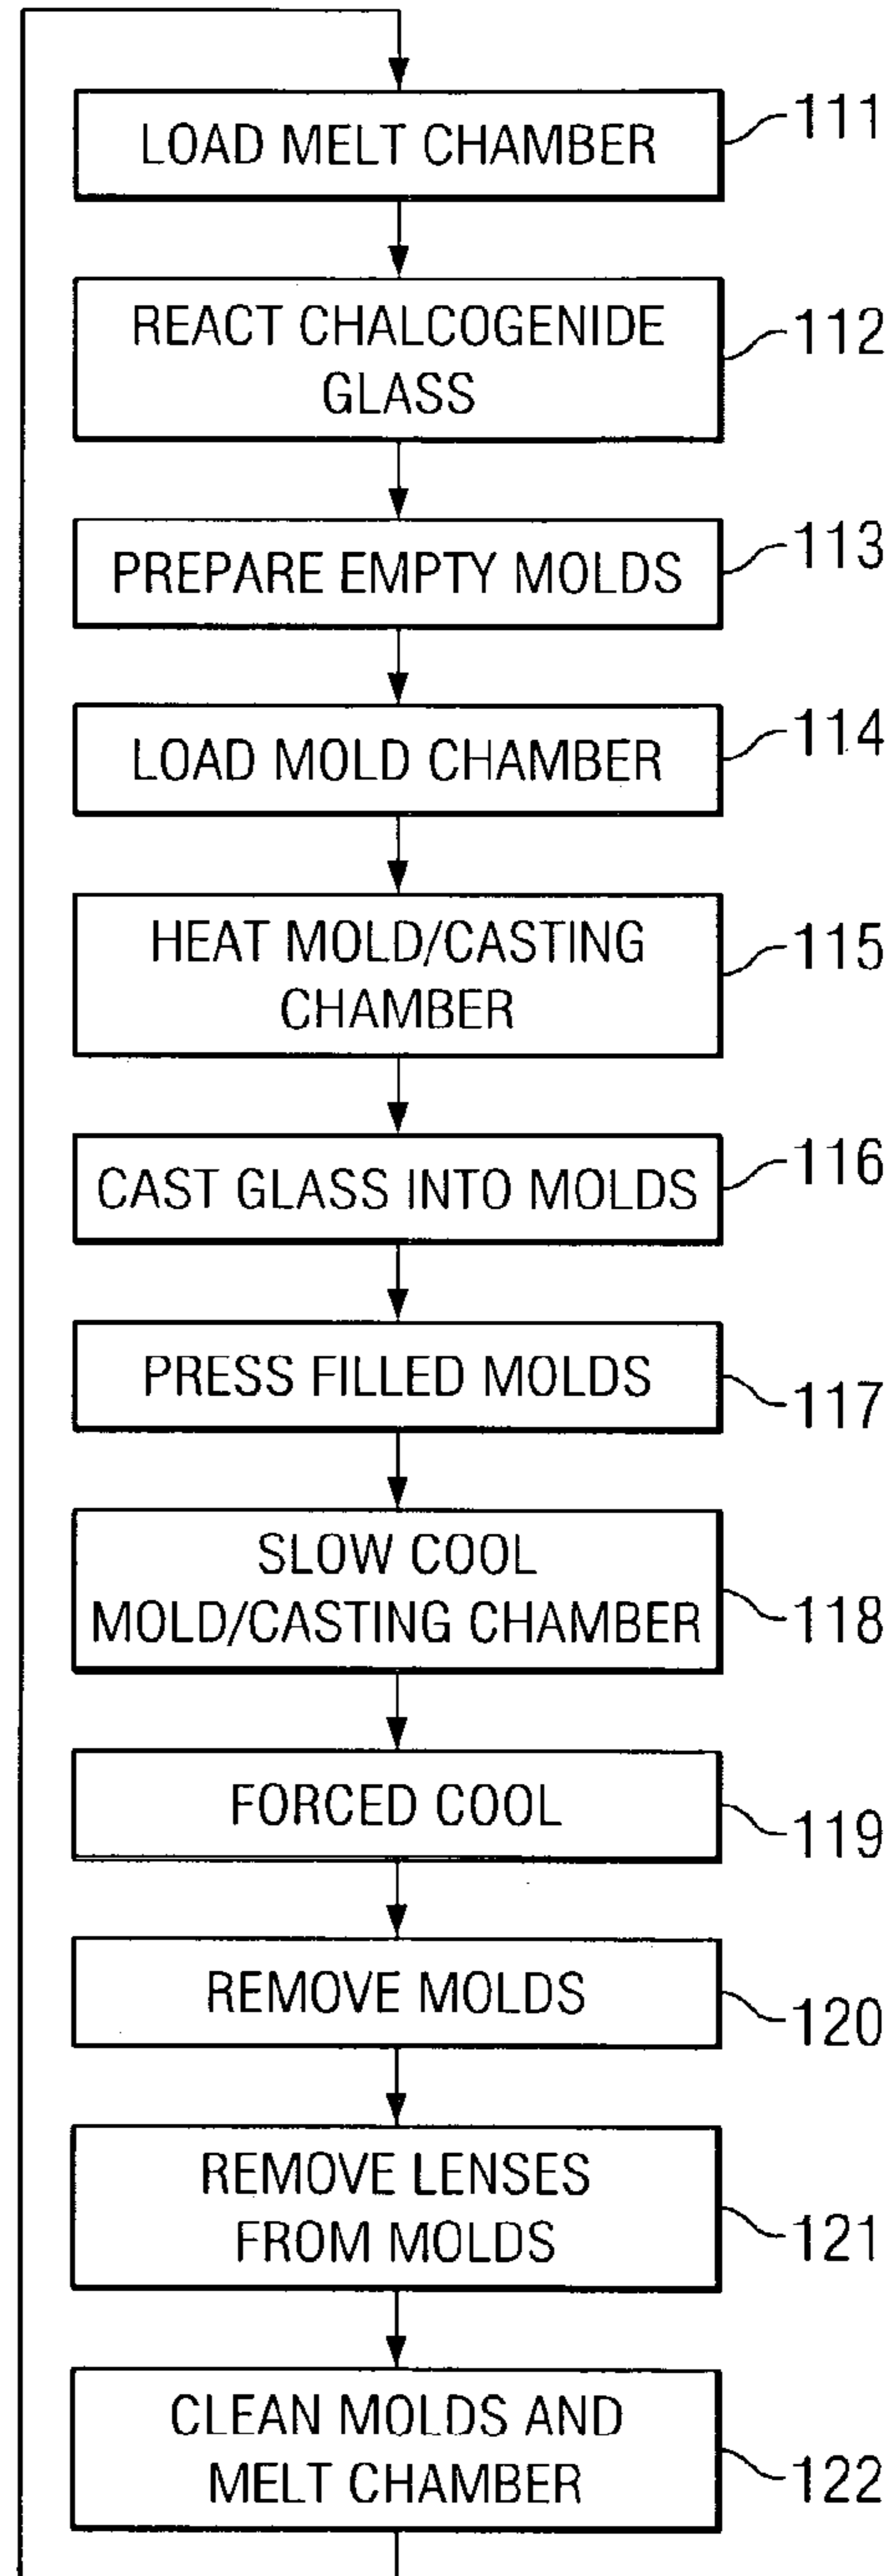 LOAD MELT CHAMBER
111
REACT CHALCOGENIDE
GLASS
112
PREPARE EMPTY MOLDS
113
LOAD MOLD CHAMBER
114
HEAT MOLD/CASTING
CHAMBER
115
CAST GLASS INTO MOLDS
116
PRESS FILLED MOLDS
117
SLOW COOL
MOLD/CASTING CHAMBER
118
FORCED COOL
119
REMOVE MOLDS
120
REMOVE LENSES
FROM MOLDS
121
CLEAN MOLDS AND
MELT CHAMBER
122